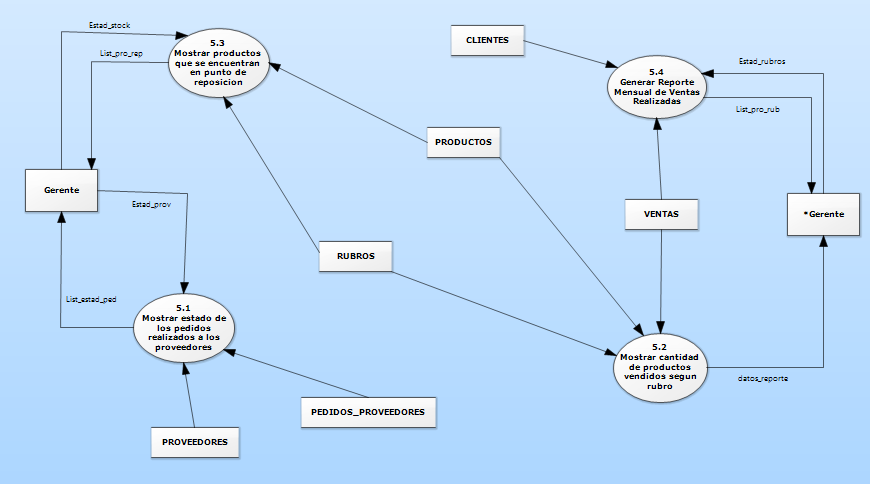 Estad_stock
List_pro_rep
5.3
Mostrar productos
que se encuentran
en punto de
reposicion
CLIENTES
5.4
Generar Reporte
Mensual de Ventas
Realizadas
Estad_rubros
List_pro_rub
PRODUCTOS
Gerente
Estad_prov
VENTAS
*Gerente
RUBROS
List_estad_ped
5.1
Mostrar estado de
los pedidos
realizados a los
proveedores
5.2
Mostrar cantidad
de productos
vendidos segun
rubro
datos_reporte
PEDIDOS_PROVEEDORES
PROVEEDORES